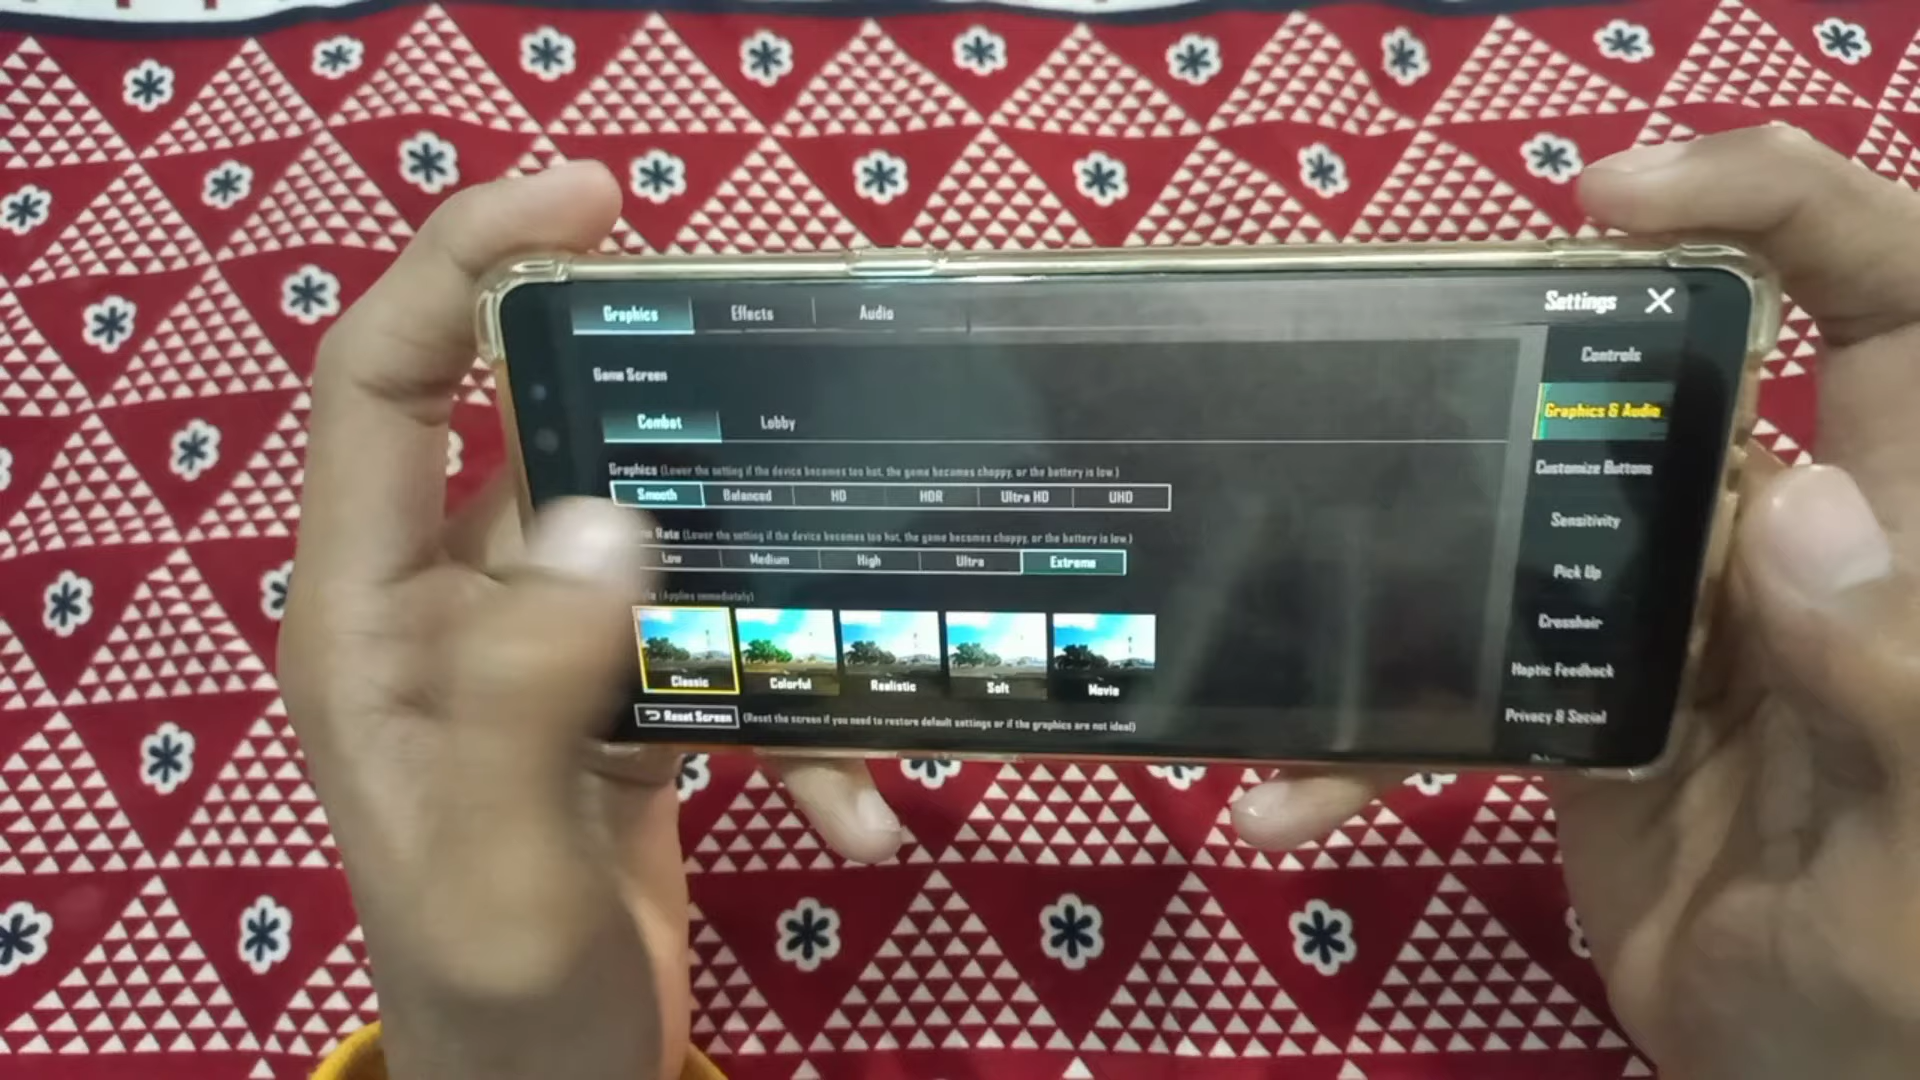 Graphics Effects Audio Settings X
Controls
Game Screen
Graphics & Audio
Combat Lobby
Customize Buttons
Graphics (Lower the setting if the device becomes too hot, the game becomes choppy, or the battery is low.)
Smooth Balanced HD HDR Ultra HD UHD
Sensitivity
Rate (Lower the setting if the device becomes too hot, the game becomes choppy, or the battery is low.)
Low Medium High Ultra Extreme
Pick Up
(Applies immediately)
Crosshair
Haptic Feedback
Classic Colorful Realistic Soft Movie
Reset Screen (Reset the screen if you need to restore default settings or if the graphics are not ideal)
Privacy & Social